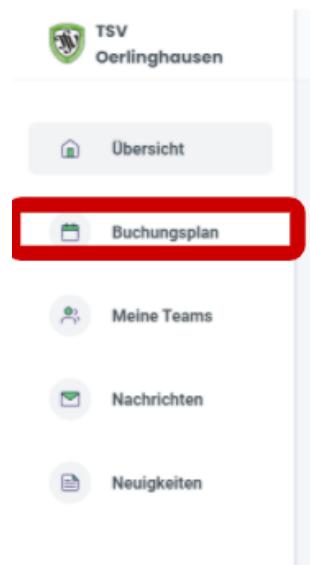 TSV
Oerlinghausen
Übersicht
Buchungsplan
Meine Teams
Nachrichten
Neuigkeiten